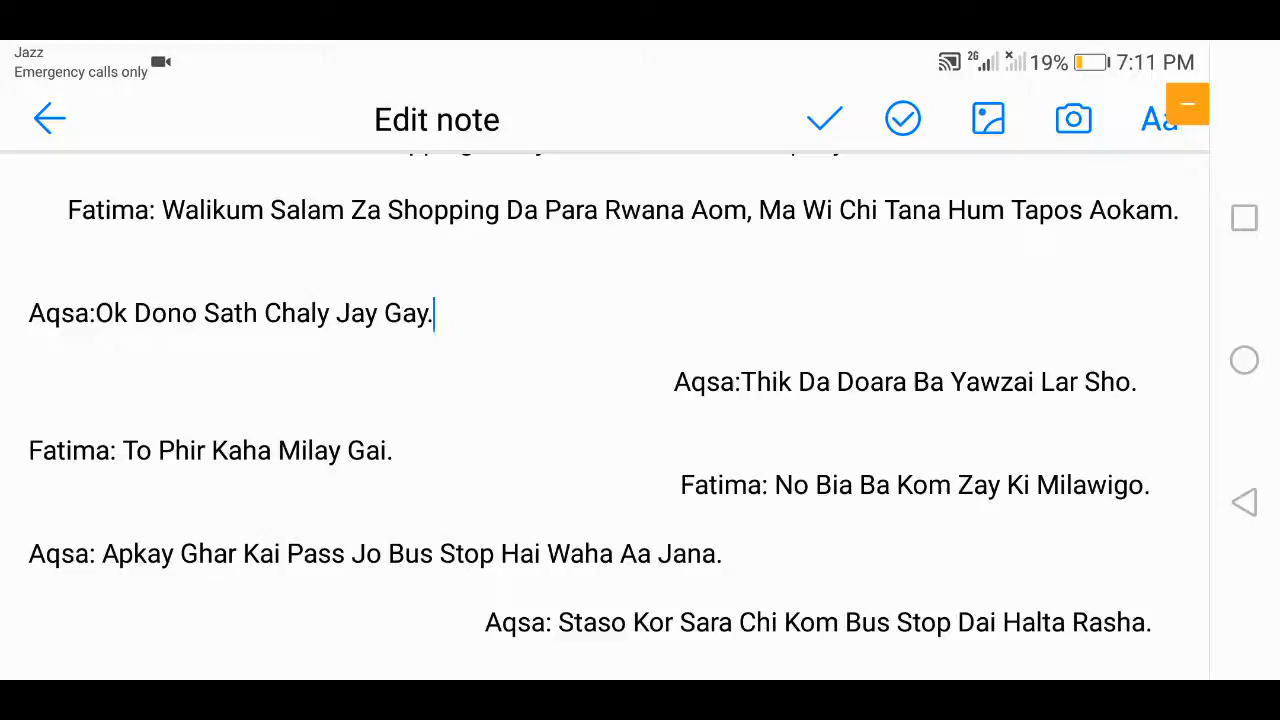 Jazz
Emergency calls only
2G
19%
7:11 PM
Edit note
Aa
Fatima: Walikum Salam Za Shopping Da Para Rwana Aom, Ma Wi Chi Tana Hum Tapos Aokam.
Aqsa:Ok Dono Sath Chaly Jay Gay.
Aqsa:Thik Da Doara Ba Yawzai Lar Sho.
Fatima: To Phir Kaha Milay Gai.
Fatima: No Bia Ba Kom Zay Ki Milawigo.
Aqsa: Apkay Ghar Kai Pass Jo Bus Stop Hai Waha Aa Jana.
Aqsa: Staso Kor Sara Chi Kom Bus Stop Dai Halta Rasha.